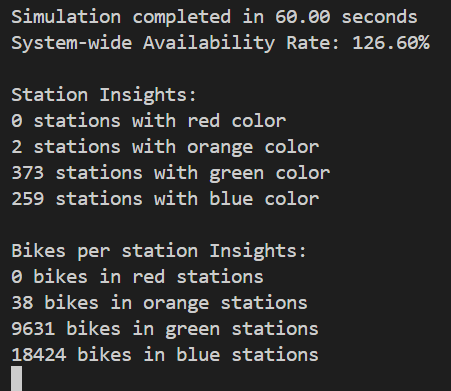 Simulation completed in 60.00 seconds
System-wide Availability Rate: 126.60%
Station Insights:
0 stations with red color
2 stations with orange color
373 stations with green color
259 stations with blue color
Bikes per station Insights:
0 bikes in red stations
38 bikes in orange stations
9631 bikes in green stations
18424 bikes in blue stations